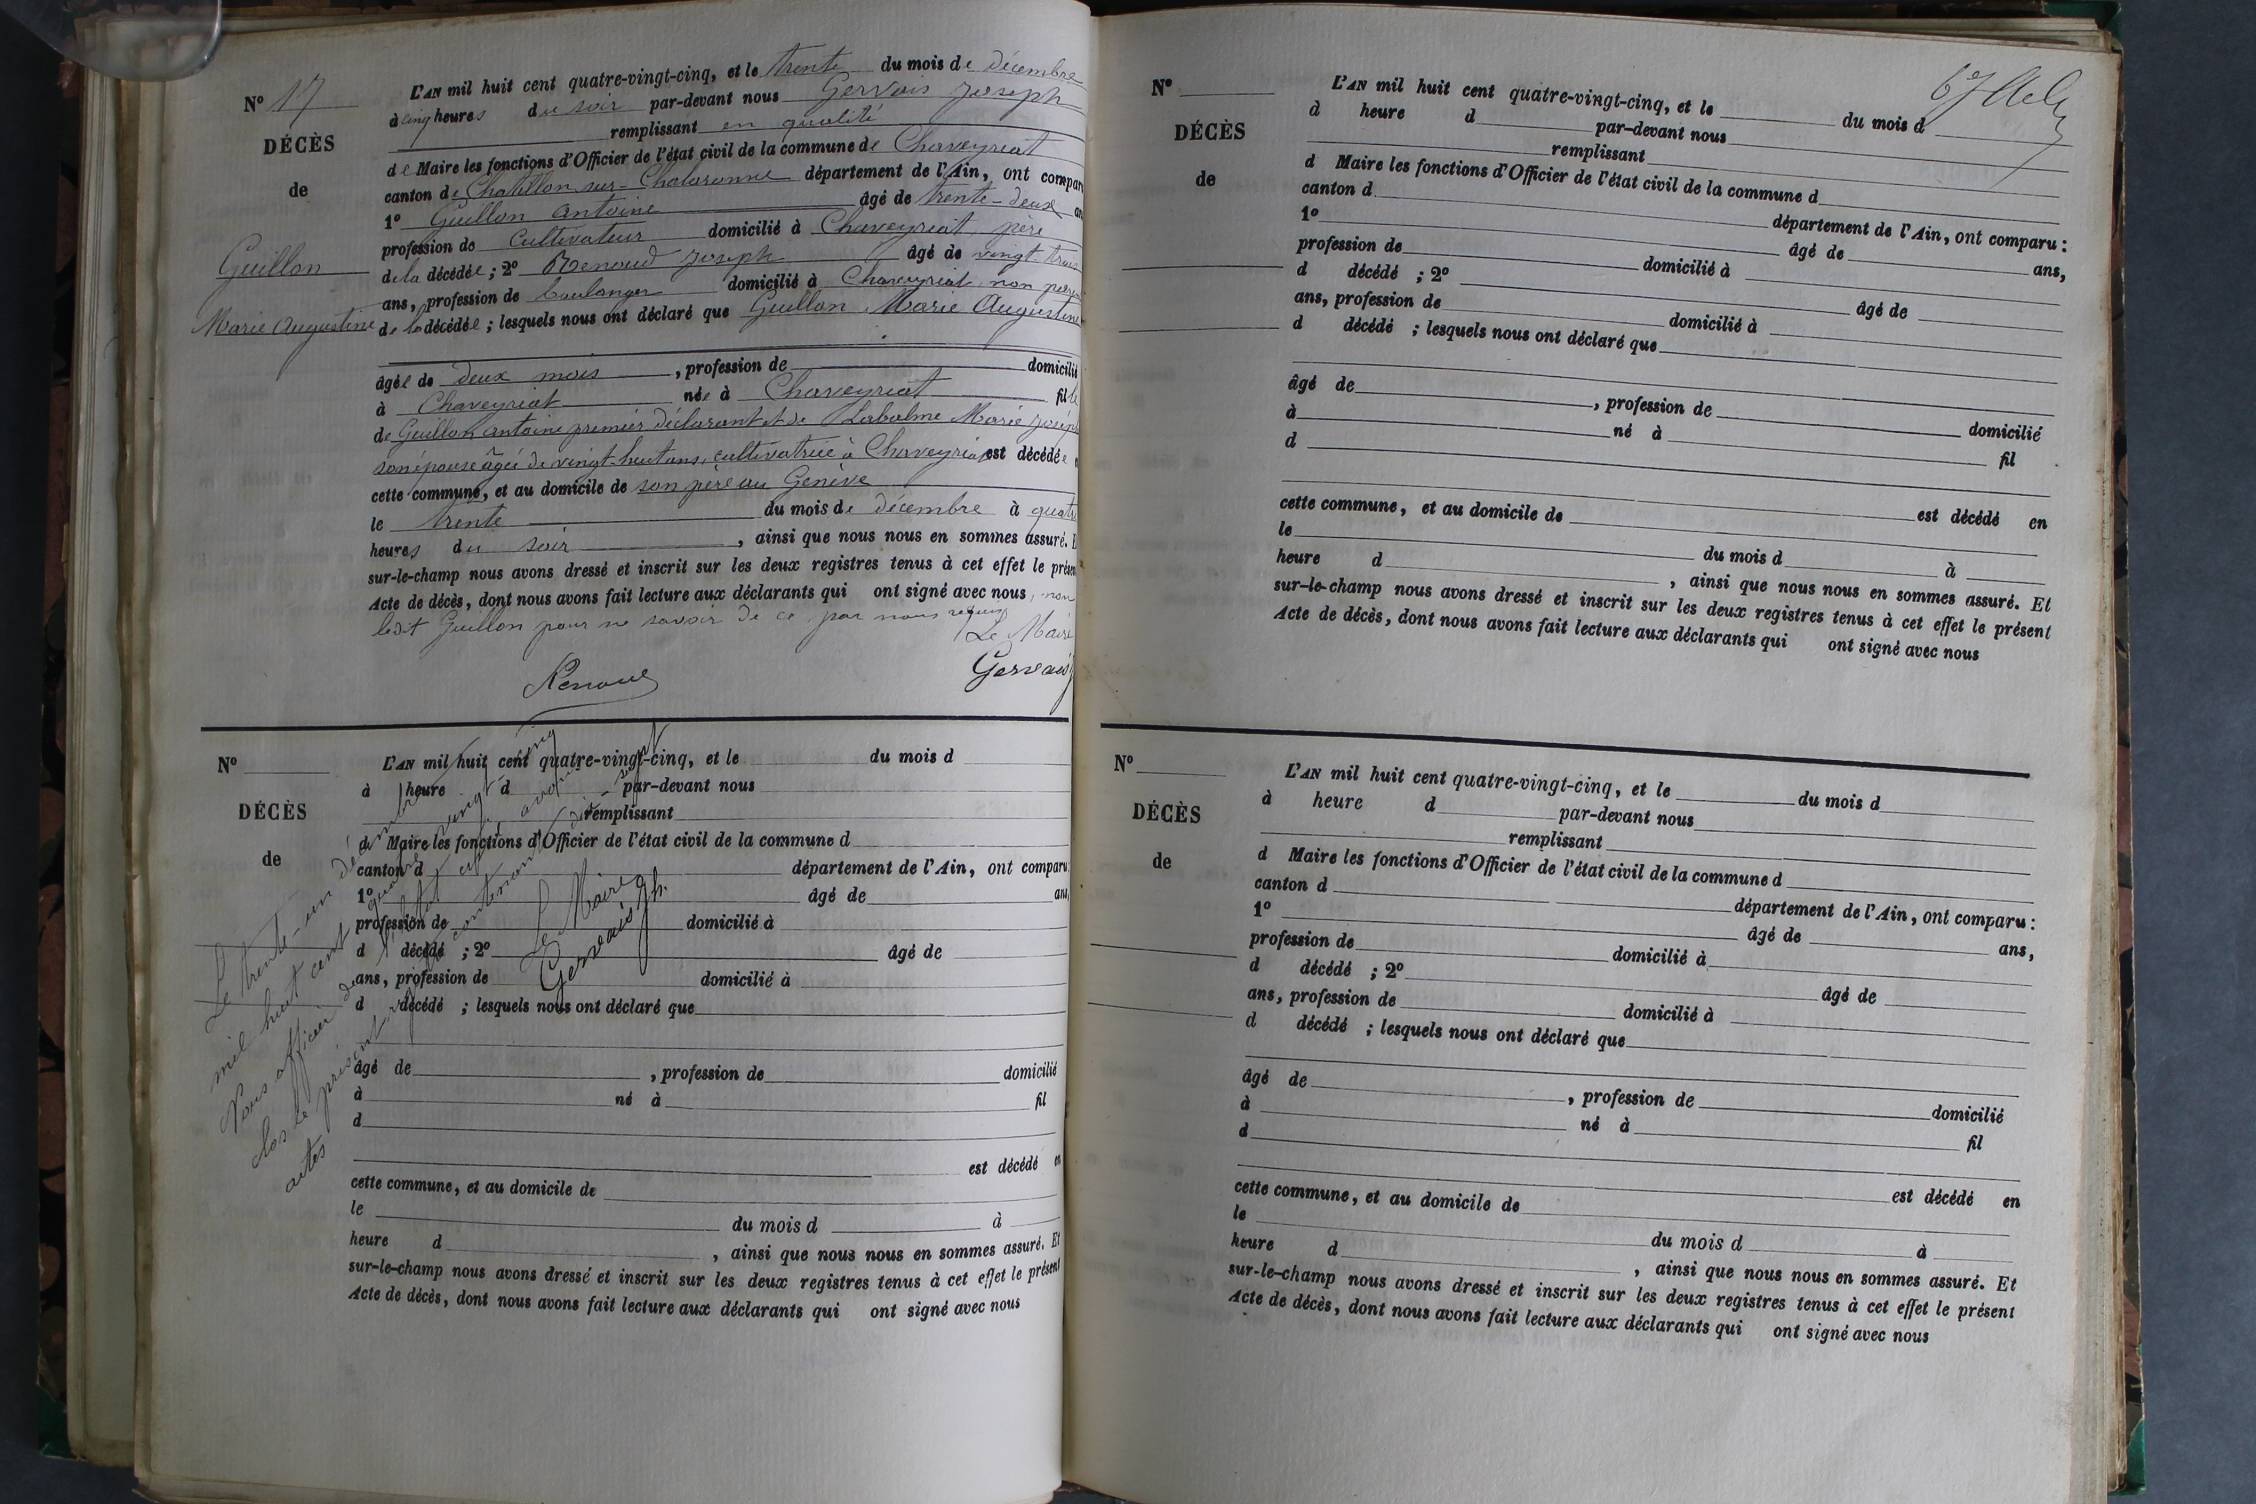 N° 17
DÉCÈS
de
Guillon
Marie Augustine
L'AN mil huit cent quatre-vingt-cinq, et le trente du mois de décembre
à cinq heures du soir par-devant nous Gervais Joseph
remplissant en qualité
de Maire les fonctions d'Officier de l'état civil de la commune de Chaveyriat
canton de Chatillon-sur-Chalaronne département de l'Ain, ont comparu
1° Guillon Antoine âgé de trente-deux an
profession de cultivateur domicilié à Chaveyriat père
de la décédée ; 2° Renoud Joseph âgé de vingt-trois
ans, profession de boulanger domicilié à Chaveyriat non parent
de la décédée ; lesquels nous ont déclaré que Guillon Marie Augustine
âgée de deux mois , profession de domicilié
à Chaveyriat née à Chaveyriat fille
de Guillon Antoine premier déclarant et de Labalme Marie Josèph
son épouse âgée de vingt-huit ans, cultivatrice à Chaveyriat est décédée e
cette commune, et au domicile de son père au Genève
le trente du mois de décembre à quatre
heures du soir , ainsi que nous nous en sommes assuré. E
sur-le-champ nous avons dressé et inscrit sur les deux registres tenus à cet effet le présen
Acte de décès, dont nous avons fait lecture aux déclarants qui ont signé avec nous, non
ledit Guillon pour ne savoir de ce par nous requis
Le Maire
Renoud Gervais J
N°
DÉCÈS
de
L'AN mil huit cent quatre-vingt-cinq, et le du mois d
à heure d par-devant nous
remplissant
d Maire les fonctions d'Officier de l'état civil de la commune d
canton d département de l'Ain, ont comparu:
1° âgé de ans,
profession de domicilié à
d décédé ; 2° âgé de
ans, profession de domicilié à
d décédé ; lesquels nous ont déclaré que
âgé de , profession de domicilié
à né à fil
d
est décédé en
cette commune, et au domicile de
le du mois d à
heure d , ainsi que nous nous en sommes assuré. Et
sur-le-champ nous avons dressé et inscrit sur les deux registres tenus à cet effet le présent
Acte de décès, dont nous avons fait lecture aux déclarants qui ont signé avec nous
Le trente-un décembre
mil huit cent quatre vingt cinq
Nous officier de l'état civil, avons
clos le présent registre contenant dix-sept
actes
Le Maire
Gervais Jh.
N°
DÉCÈS
de
L'AN mil huit cent quatre-vingt-cinq, et le du mois d
à heure d par-devant nous
remplissant
d Maire les fonctions d'Officier de l'état civil de la commune d
canton d département de l'Ain, ont comparu :
1° âgé de ans,
profession de domicilié à
d décédé ; 2° âgé de
ans, profession de domicilié à
d décédé ; lesquels nous ont déclaré que
âgé de , profession de domicilié
à né à fil
d
est décédé en
cette commune, et au domicile de
le du mois d à
heure d , ainsi que nous nous en sommes assuré. Et
sur-le-champ nous avons dressé et inscrit sur les deux registres tenus à cet effet le présent
Acte de décès, dont nous avons fait lecture aux déclarants qui ont signé avec nous
N°
DÉCÈS
de
L'AN mil huit cent quatre-vingt-cinq, et le du mois d
à heure d par-devant nous
remplissant
d Maire les fonctions d'Officier de l'état civil de la commune d
canton d département de l'Ain, ont comparu :
1° âgé de ans,
profession de domicilié à
d décédé ; 2° âgé de
ans, profession de domicilié à
d décédé ; lesquels nous ont déclaré que
âgé de , profession de domicilié
à né à fil
d
est décédé en
cette commune, et au domicile de
le du mois d à
heure d , ainsi que nous nous en sommes assuré. Et
sur-le-champ nous avons dressé et inscrit sur les deux registres tenus à cet effet le présent
Acte de décès, dont nous avons fait lecture aux déclarants qui ont signé avec nous